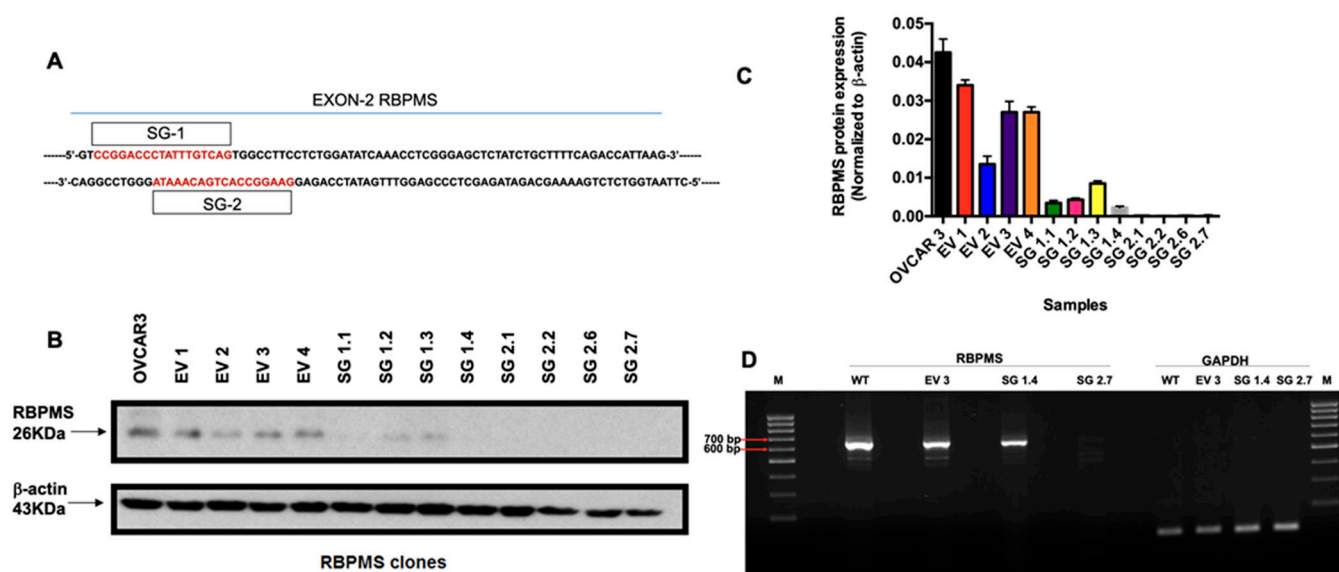 A
EXON-2 RBPMS
SG-1
------5'-GTCCGGACCCTATTTGTCAGTGGCCTTCCTCTGGATATCAAACCTCGGGAGCTCTATCTGCTTTTCAGACCATTAAG-3'------
----3'-CAGGCCTGGGATAAACAGTCACCGGAAGGAGACCTATAGTTTGGAGCCCTCGAGATAGACGAAAAGTCTCTGGTAATTC-5'-----
SG-2
B
OVCAR3
EV 1
EV 2
EV 3
EV 4
SG 1.1
SG 1.2
SG 1.3
SG 1.4
SG 2.1
SG 2.2
SG 2.6
SG 2.7
RBPMS
26KDa
β-actin
43KDa
RBPMS clones
C
RBPMS protein expression
(Normalized to β-actin)
0.05
0.04
0.03
0.02
0.01
0.00
OVCAR 3
EV 1
EV 2
EV 3
EV 4
SG 1.1
SG 1.2
SG 1.3
SG 1.4
SG 2.1
SG 2.2
SG 2.6
SG 2.7
Samples
D
RBPMS GAPDH
M WT EV 3 SG 1.4 SG 2.7 WT EV 3 SG 1.4 SG 2.7 M
700 bp
600 bp